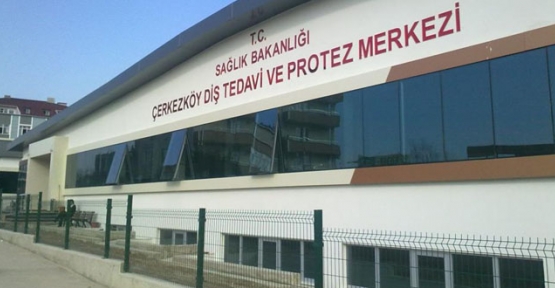 T.C.
SAĞLIK BAKANLIĞI
ÇERKEZKÖY DİŞ TEDAVİ VE PROTEZ MERKEZİ